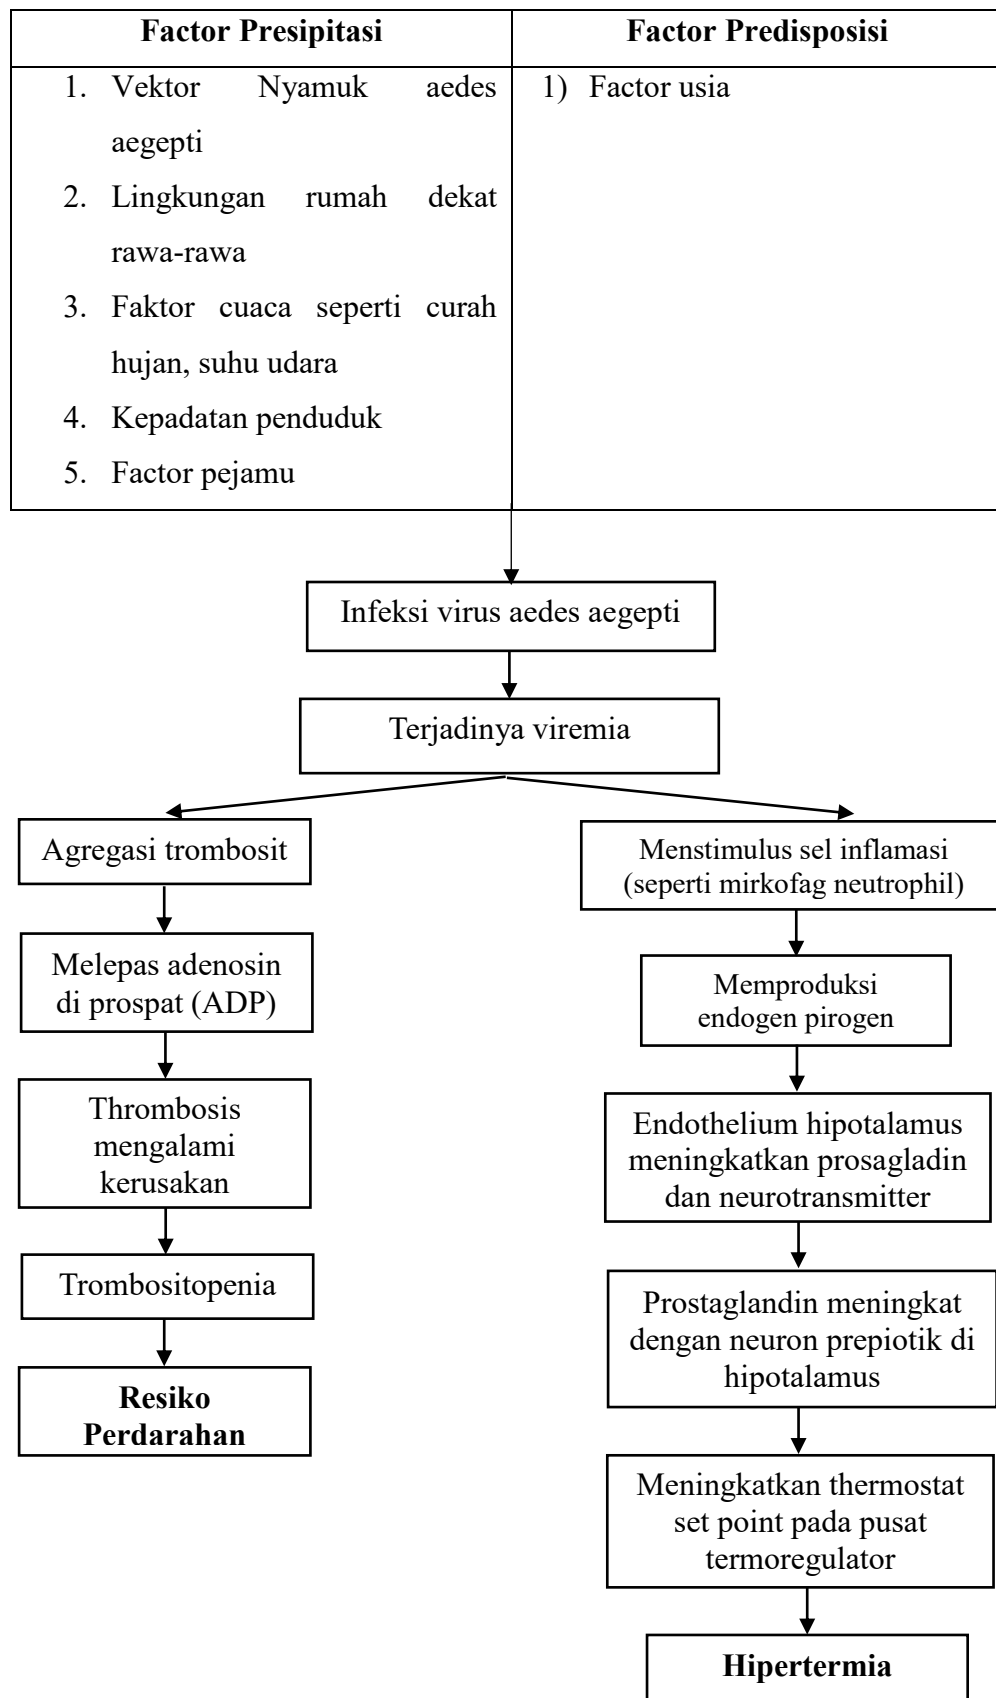 Factor Presipitasi
Factor Predisposisi
1. Vektor Nyamuk aedes
aegepti
2. Lingkungan rumah dekat
rawa-rawa
3. Faktor cuaca seperti curah
hujan, suhu udara
4. Kepadatan penduduk
5. Factor pejamu
1) Factor usia
Infeksi virus aedes aegepti
Terjadinya viremia
Agregasi trombosit
Melepas adenosin
di prospat (ADP)
Thrombosis
mengalami
kerusakan
Trombositopenia
Resiko
Perdarahan
Menstimulus sel inflamasi
(seperti mirkofag neutrophil)
Memproduksi
endogen pirogen
Endothelium hipotalamus
meningkatkan prosagladin
dan neurotransmitter
Prostaglandin meningkat
dengan neuron prepiotik di
hipotalamus
Meningkatkan thermostat
set point pada pusat
termoregulator
Hipertermia